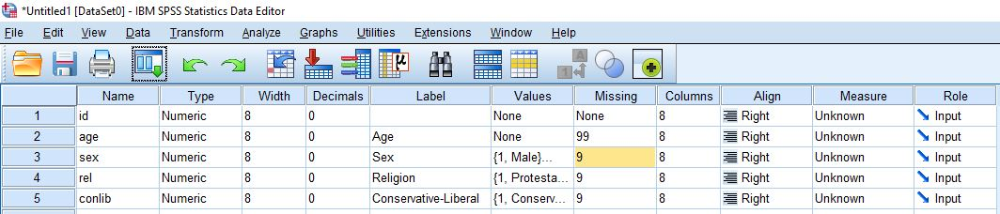 *Untitled1 [DataSet0] - IBM SPSS Statistics Data Editor
File Edit View Data Transform Analyze Graphs Utilities Extensions Window Help
Name Type Width Decimals Label Values Missing Columns Align Measure Role
1 id Numeric 8 0 None None 8 Right Unknown Input
2 age Numeric 8 0 Age None 99 8 Right Unknown Input
3 sex Numeric 8 0 Sex {1, Male}... 9 8 Right Unknown Input
4 rel Numeric 8 0 Religion {1, Protesta... 9 8 Right Unknown Input
5 conlib Numeric 8 0 Conservative-Liberal {1, Conserv... 9 8 Right Unknown Input